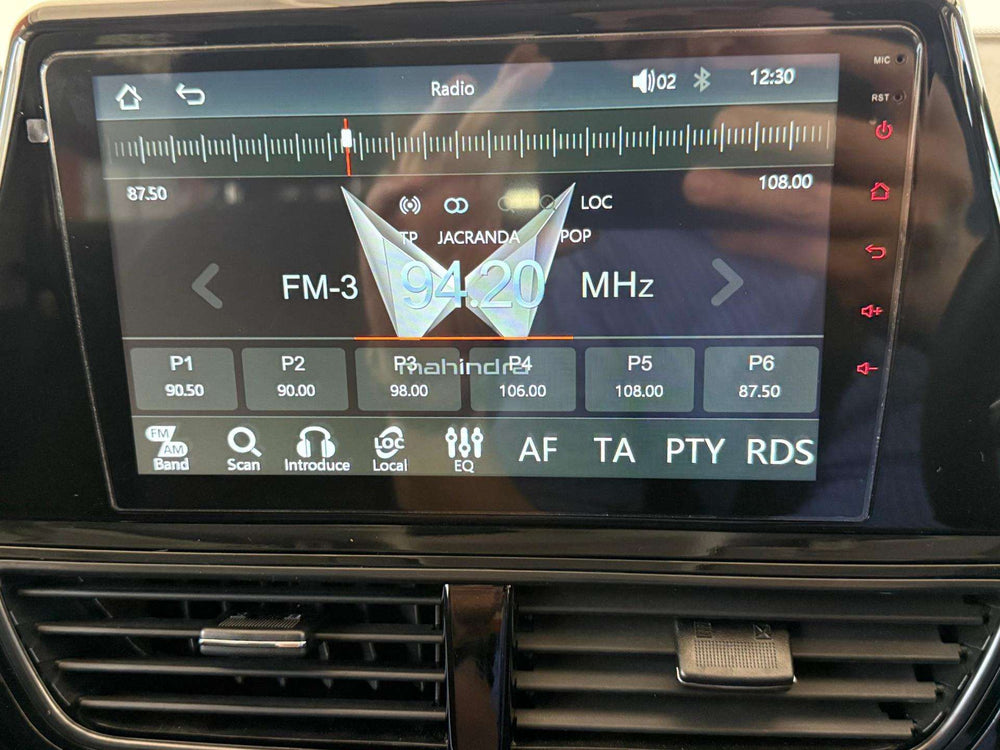 Radio 02 12:30
MIC
RST
87.50 108.00
LOC
TP JACRANDA POP
FM-3 94.20 MHz
mahindra
P1 P2 P3 P4 P5 P6
90.50 90.00 98.00 106.00 108.00 87.50
FM AM LOC
Band Scan Introduce Local EQ AF TA PTY RDS